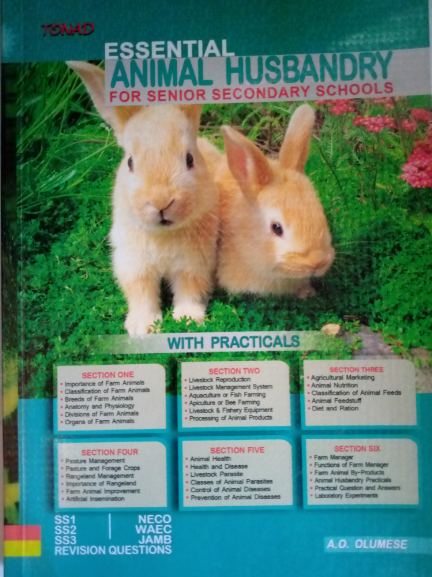 TONAD
ESSENTIAL
ANIMAL HUSBANDRY
FOR SENIOR SECONDARY SCHOOLS
WITH PRACTICALS
SECTION ONE
• Importance of Farm Animals
• Classification of Farm Animals
• Breeds of Farm Animals
• Anatomy and Physiology
• Divisions of Farm Animals
• Organs of Farm Animals
SECTION TWO
• Livestock Reproduction
• Livestock Management System
• Aquaculture or Fish Farming
• Apiculture or Bee Farming
• Livestock & Fishery Equipment
• Processing of Animal Products
SECTION THREE
• Agricultural Marketing
• Animal Nutrition
• Classification of Animal Feeds
• Animal Feedstuff
• Diet and Ration
SECTION FOUR
• Pasture Management
• Pasture and Forage Crops
• Rangeland Management
• Importance of Rangeland
• Farm Animal Improvement
• Artificial Insemination
SECTION FIVE
• Animal Health
• Health and Disease
• Livestock Parasite
• Classes of Animal Parasites
• Control of Animal Diseases
• Prevention of Animal Diseases
SECTION SIX
• Farm Manager
• Functions of Farm Manager
• Farm Animal By-Products
• Animal Husbandry Practicals
• Practical Question and Answers
• Laboratory Experiments
SS1 NECO
SS2 WAEC
SS3 JAMB
REVISION QUESTIONS
A.O. OLUMESE